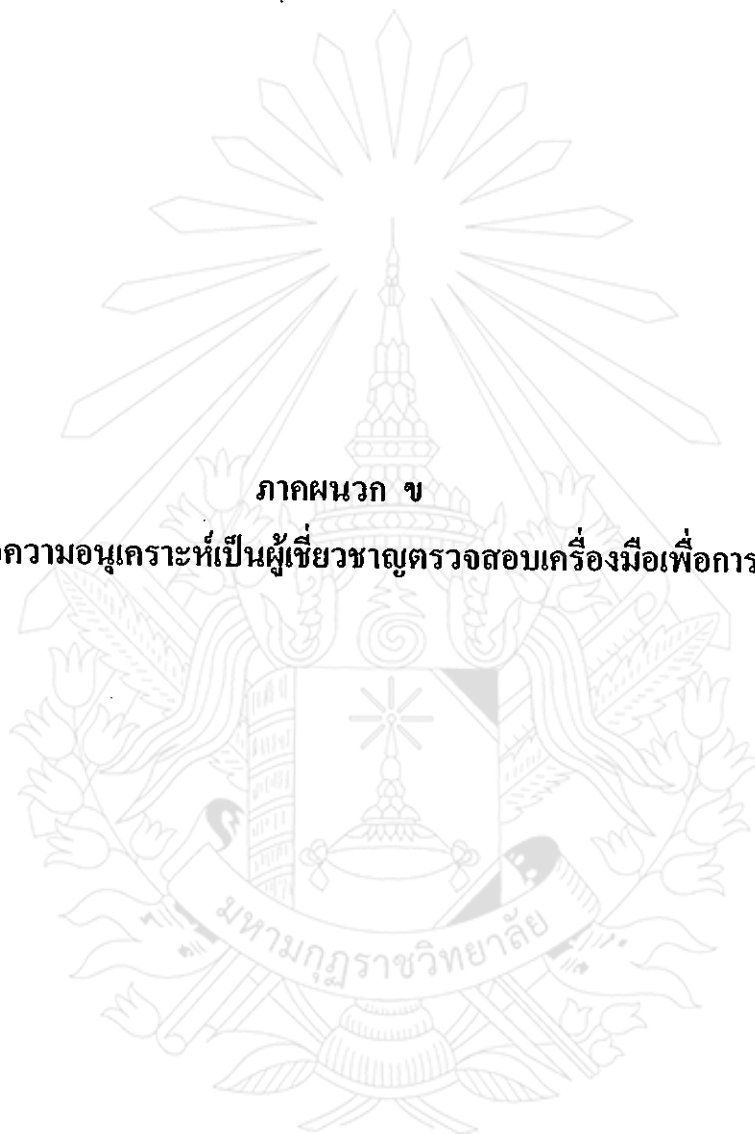 ภาคผนวก ข
ความอนุเคราะห์เป็นผู้เชี่ยวชาญตรวจสอบเครื่องมือเพื่อการ
มหามกุฏราชวิทยาลัย